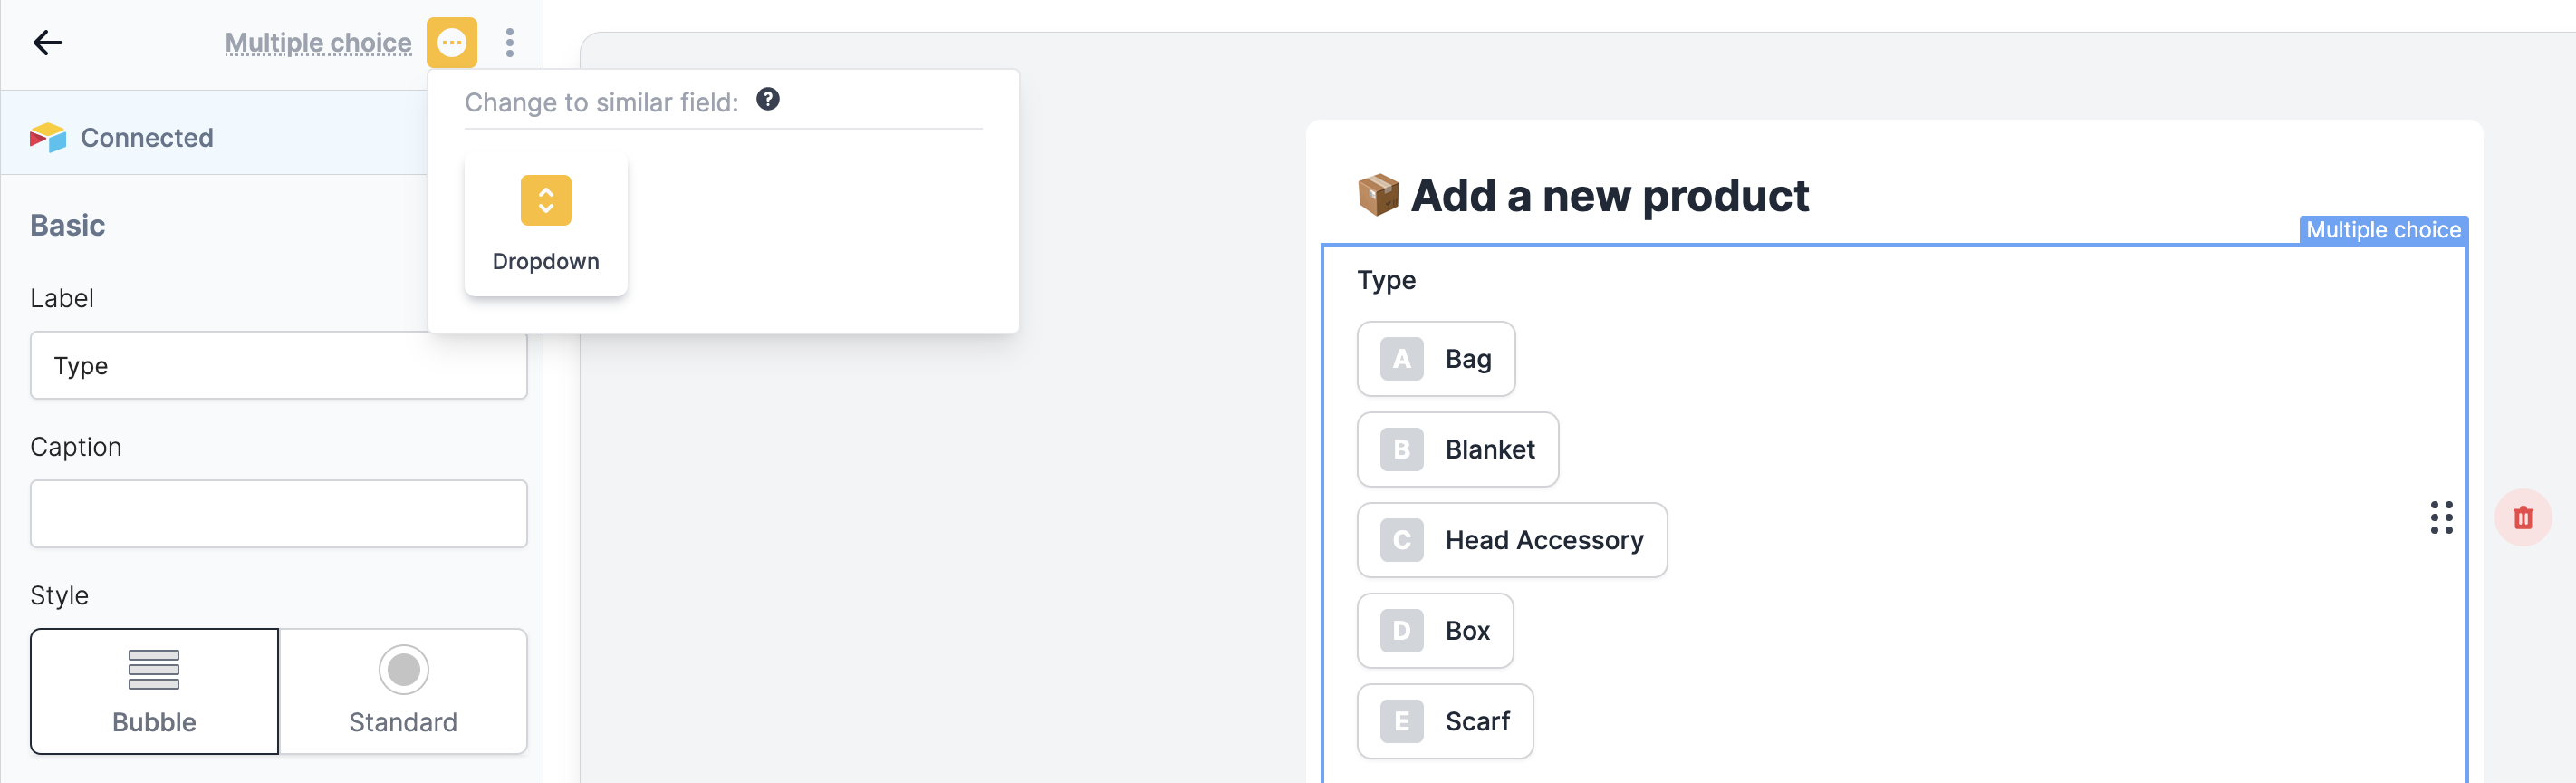 Multiple choice
Change to similar field:
Dropdown
Connected
Basic
Label
Type
Caption
Style
Bubble
Standard
Add a new product
Multiple choice
Type
A Bag
B Blanket
C Head Accessory
D Box
E Scarf